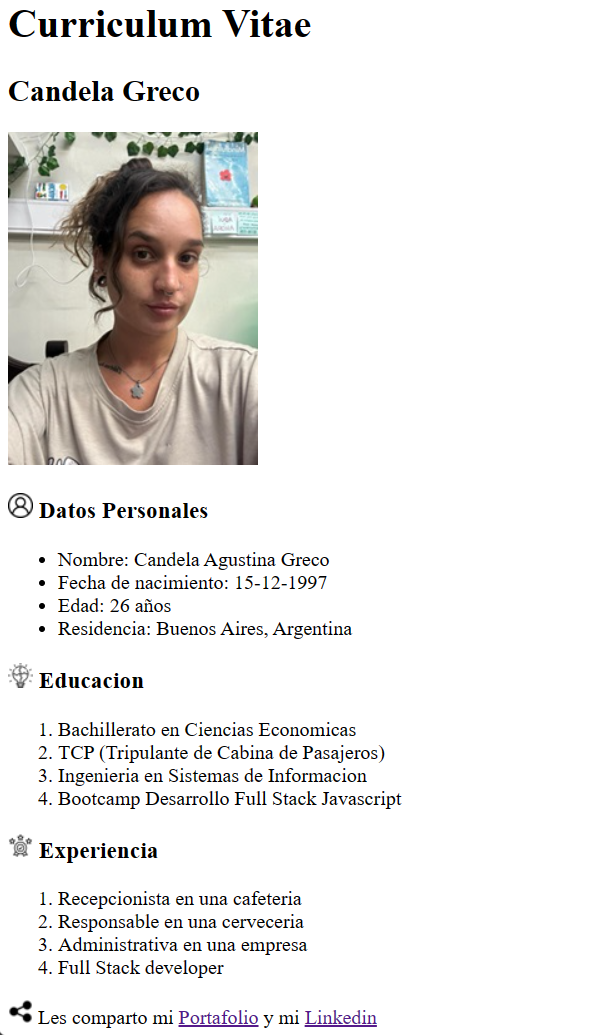 Curriculum Vitae
Candela Greco
Datos Personales
Nombre: Candela Agustina Greco
Fecha de nacimiento: 15-12-1997
Edad: 26 años
Residencia: Buenos Aires, Argentina
Educacion
1. Bachillerato en Ciencias Economicas
2. TCP (Tripulante de Cabina de Pasajeros)
3. Ingenieria en Sistemas de Informacion
4. Bootcamp Desarrollo Full Stack Javascript
Experiencia
1. Recepcionista en una cafeteria
2. Responsable en una cerveceria
3. Administrativa en una empresa
4. Full Stack developer
Les comparto mi Portafolio y mi Linkedin